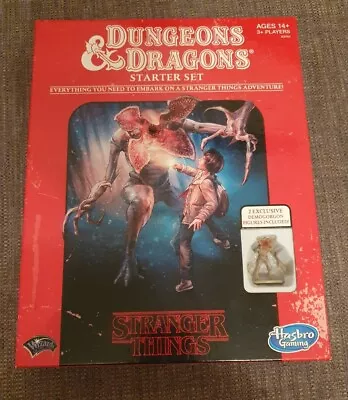 DUNGEONS
& DRAGONS®
STARTER SET
AGES 14+
3+ PLAYERS
EVERYTHING YOU NEED TO EMBARK ON A STRANGER THINGS ADVENTURE!
2 EXCLUSIVE
DEMOGORGON
FIGURES INCLUDED!
STRANGER
THINGS
Wizards
Hasbro
Gaming